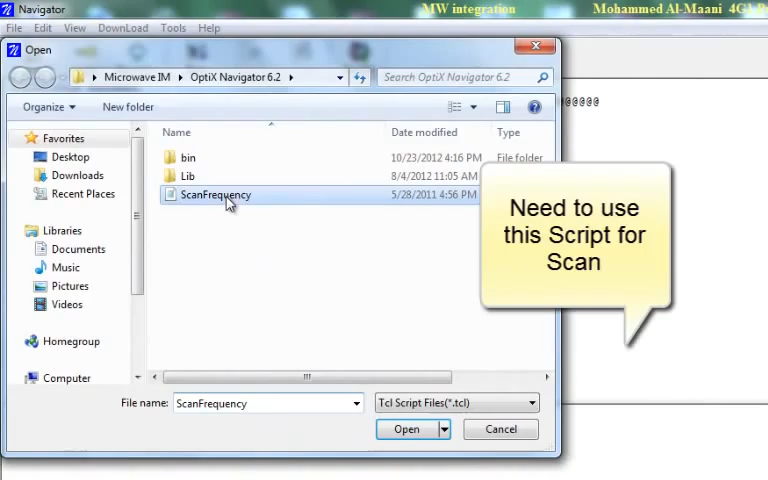 Navigator
MW integration
Mohammed Al-Maani
File Edit View DownLoad Tools Help
Open
Microwave IM OptiX Navigator 6.2
Search OptiX Navigator 6.2
Organize New folder
@@@@@
Name Date modified Type
Favorites
Desktop
Downloads
Recent Places
Libraries
Documents
Music
Pictures
Videos
Homegroup
Computer
bin 10/23/2012 4:16 PM File folder
Lib 8/4/2012 11:05 AM
ScanFrequency 5/28/2011 4:56 PM
Need to use
this Script for
Scan
File name: ScanFrequency Tcl Script Files(*.tcl)
Open Cancel